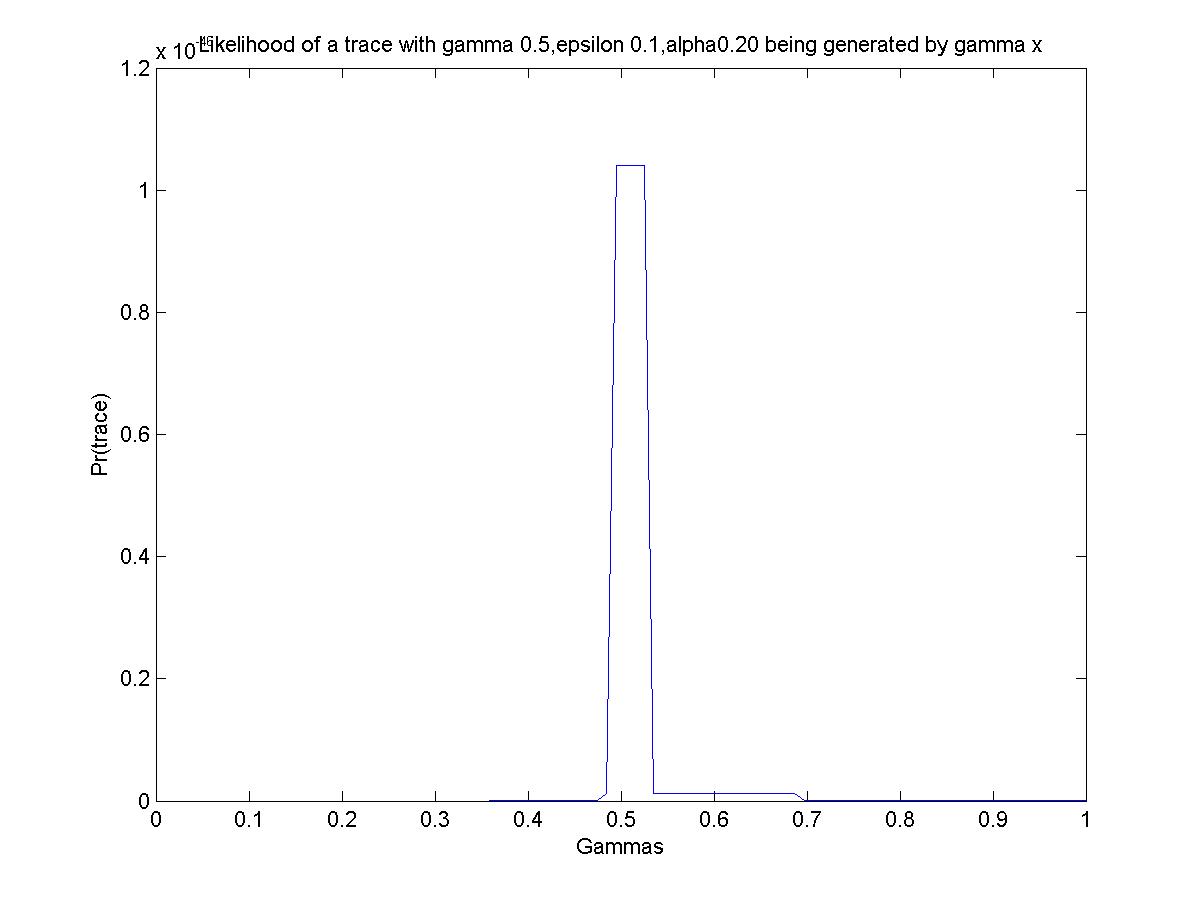 x 10
Likelihood of a trace with gamma 0.5,epsilon 0.1,alpha0.20 being generated by gamma x
1.2
1
0.8
0.6
0.4
0.2
0
Pr(trace)
0 0.1 0.2 0.3 0.4 0.5 0.6 0.7 0.8 0.9 1
Gammas